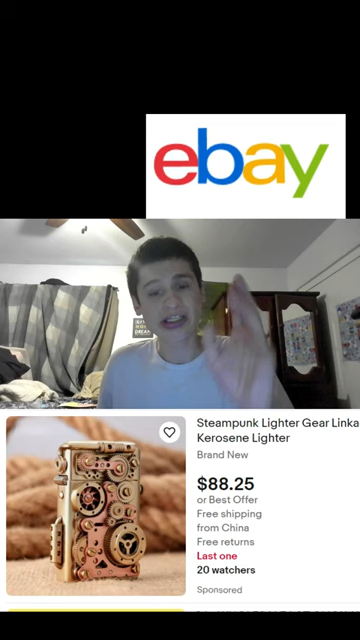 ebay
Steampunk Lighter Gear Linka
Kerosene Lighter
Brand New
$88.25
or Best Offer
Free shipping
from China
Free returns
Last one
20 watchers
Sponsored
DREAM